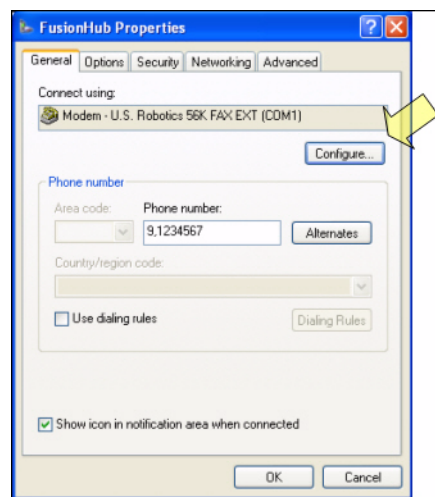 FusionHub Properties
General Options Security Networking Advanced
Connect using:
Modem - U.S. Robotics 56K FAX EXT (COM1)
Configure...
Phone number
Area code: Phone number:
9,1234567 Alternates
Country/region code:
Use dialing rules Dialing Rules
Show icon in notification area when connected
OK Cancel